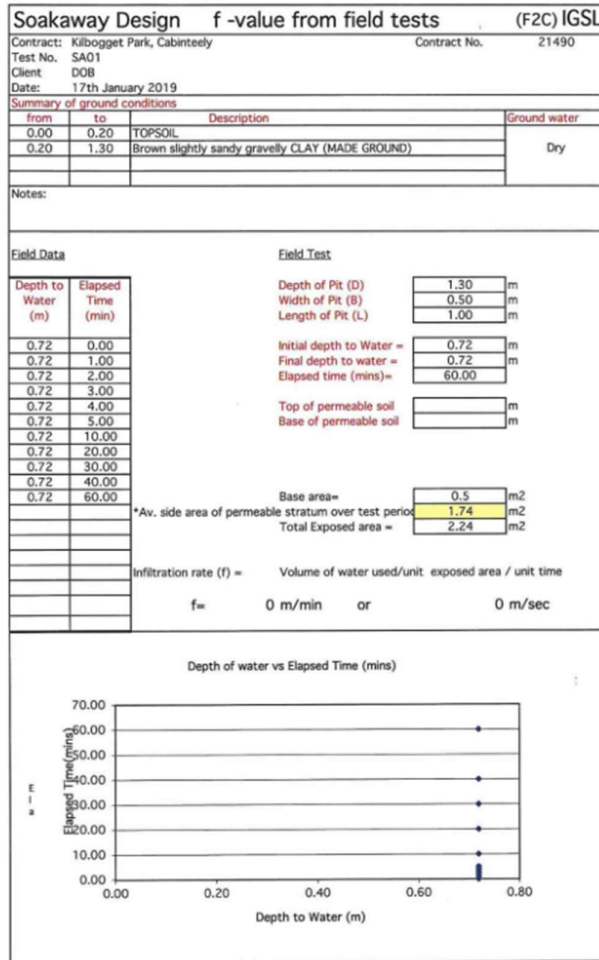 Soakaway Design f -value from field tests (F2C) IGSL
Contract: Kilbogget Park, Cabinteely Contract No. 21490
Test No. SA01
Client DOB
Date: 17th January 2019
Summary of ground conditions
from to Description Ground water
0.00 0.20 TOPSOIL
0.20 1.30 Brown slightly sandy gravelly CLAY (MADE GROUND) Dry
Notes:
Field Data Field Test
Depth to Elapsed Depth of Pit (D) 1.30 m
Water Time Width of Pit (B) 0.50 m
(m) (min) Length of Pit (L) 1.00 m
0.72 0.00 Initial depth to Water = 0.72 m
0.72 1.00 Final depth to water = 0.72 m
0.72 2.00 Elapsed time (mins)= 60.00
0.72 3.00
0.72 4.00 Top of permeable soil m
0.72 5.00 Base of permeable soil m
0.72 10.00
0.72 20.00
0.72 30.00
0.72 40.00
0.72 60.00 Base area= 0.5 m2
*Av. side area of permeable stratum over test period 1.74 m2
Total Exposed area = 2.24 m2
Infiltration rate (f) = Volume of water used/unit exposed area / unit time
f= 0 m/min or 0 m/sec
Depth of water vs Elapsed Time (mins)
Elapsed Time(mins)
70.00
60.00
50.00
40.00
30.00
20.00
10.00
0.00
0.00 0.20 0.40 0.60 0.80
Depth to Water (m)